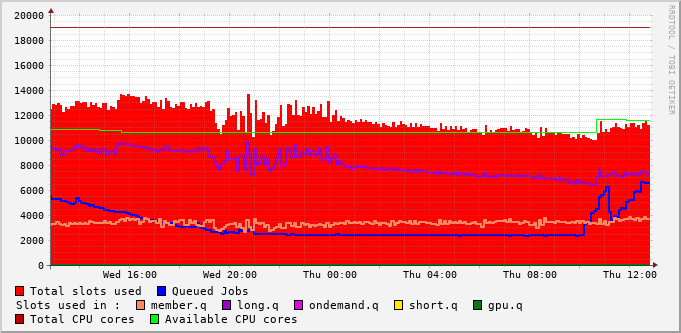 20000
18000
16000
14000
12000
10000
8000
6000
4000
2000
0
Wed 16:00 Wed 20:00 Thu 00:00 Thu 04:00 Thu 08:00 Thu 12:00
Total slots used Queued Jobs
Slots used in : member.q long.q ondemand.q short.q gpu.q
Total CPU cores Available CPU cores
RRDTOOL / TOBI OETIKER